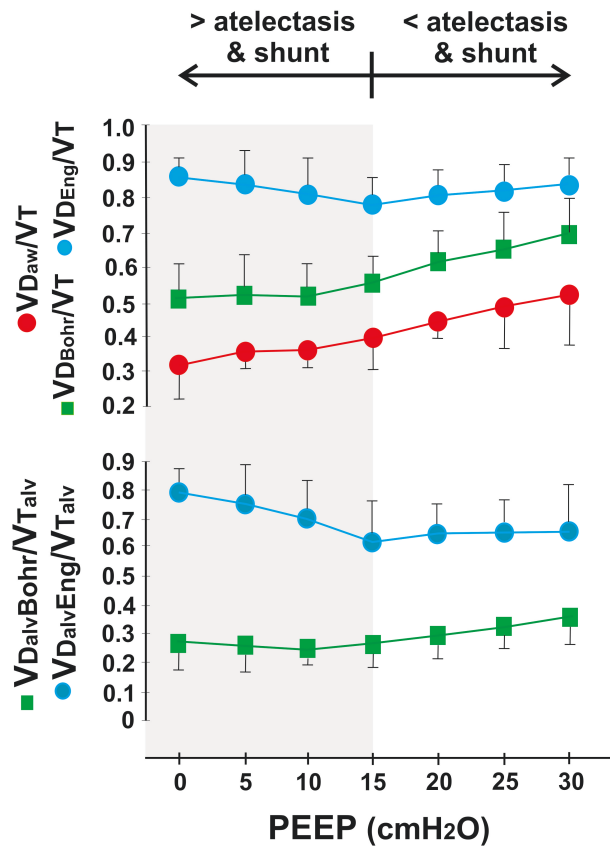 > atelectasis & shunt
< atelectasis & shunt
VDaw/VT
VDEng/VT
VDBohr/VT
1.0
0.9
0.8
0.7
0.6
0.5
0.4
0.3
0.2
VDalvBohr/VTalv
VDalvEng/VTalv
0.9
0.8
0.7
0.6
0.5
0.4
0.3
0.2
0.1
0
0 5 10 15 20 25 30
PEEP (cmH2O)